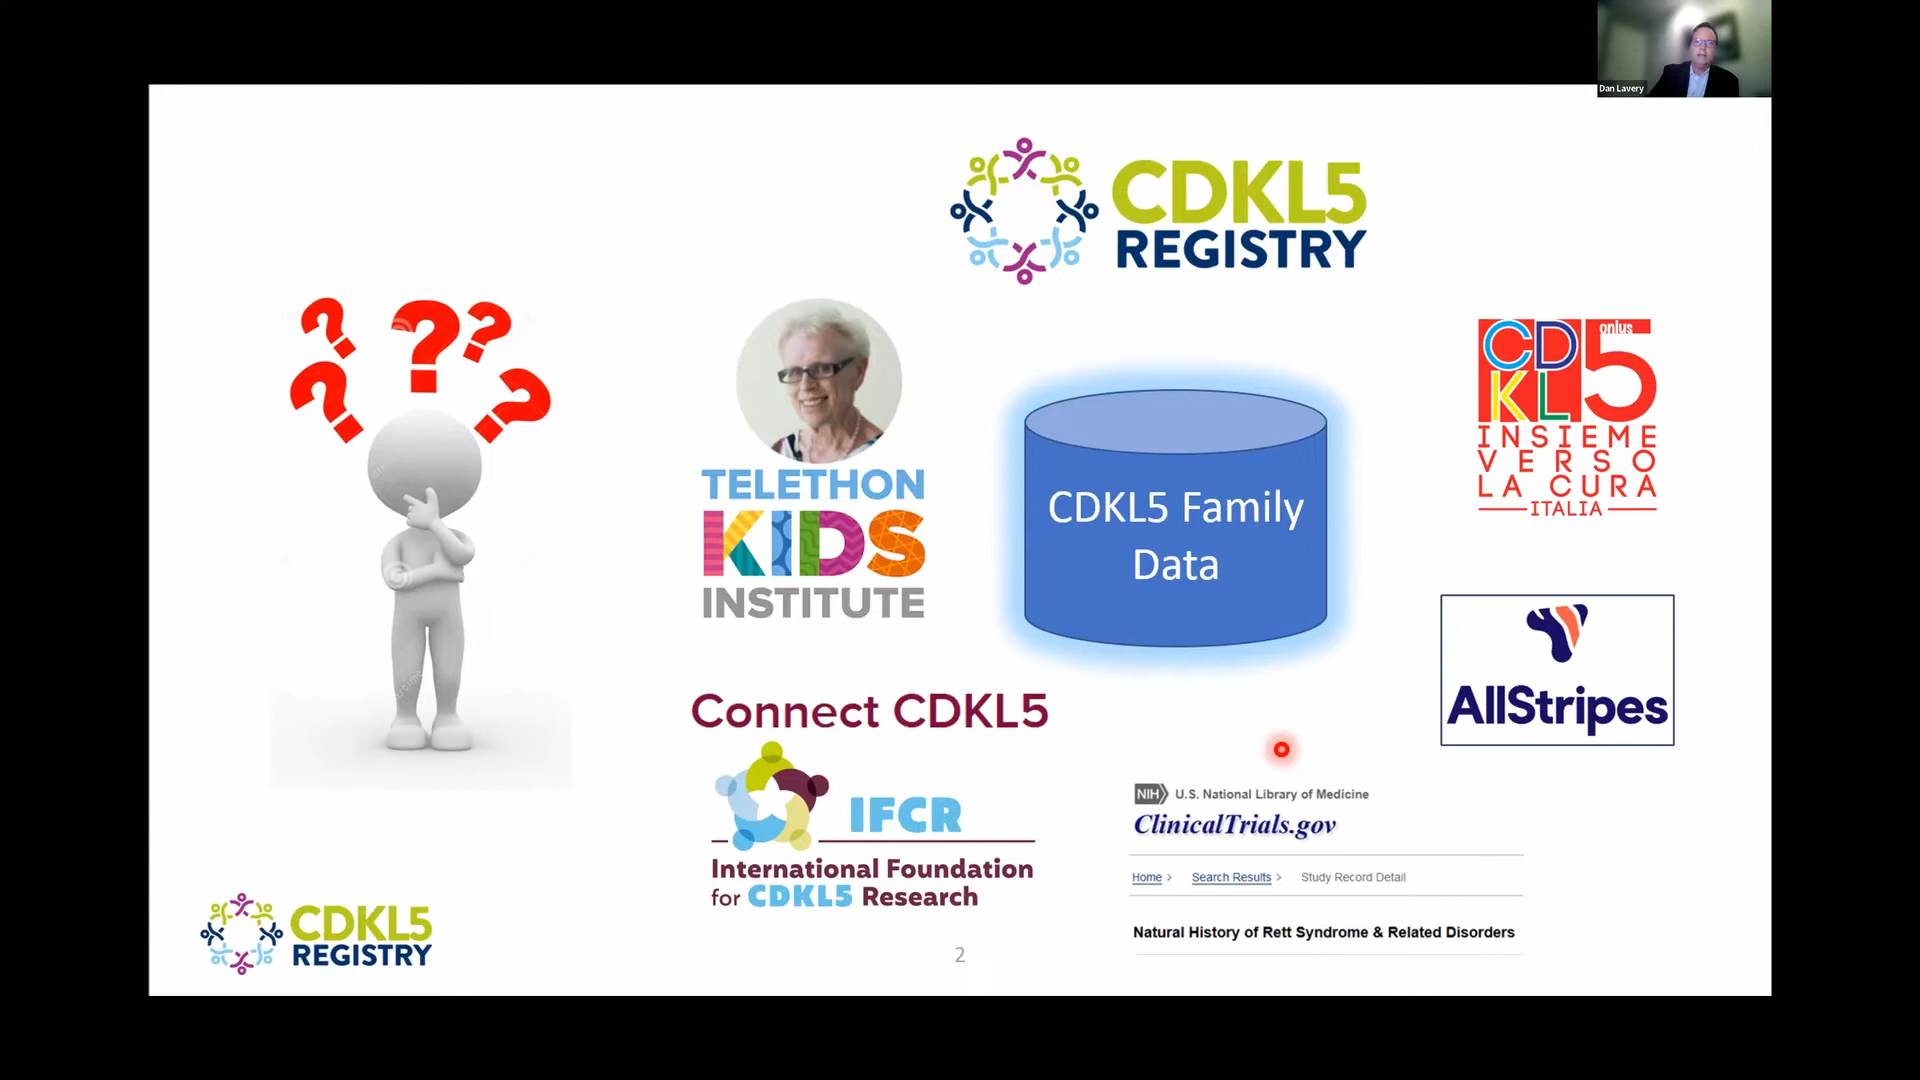 Dan Lavery
CDKL5
REGISTRY
? ? ? ? ?
TELETHON
KIDS
INSTITUTE
CDKL5 Family
Data
CDKL5 onlus
INSIEME
VERSO
LA CURA
ITALIA
AllStripes
Connect CDKL5
IFCR
International Foundation
for CDKL5 Research
NIH U.S. National Library of Medicine
ClinicalTrials.gov
Home > Search Results > Study Record Detail
Natural History of Rett Syndrome & Related Disorders
CDKL5
REGISTRY
2